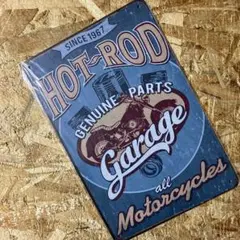 SINCE 1967
HOT-ROD
GENUINE PARTS
Garage
all
Motorcycles